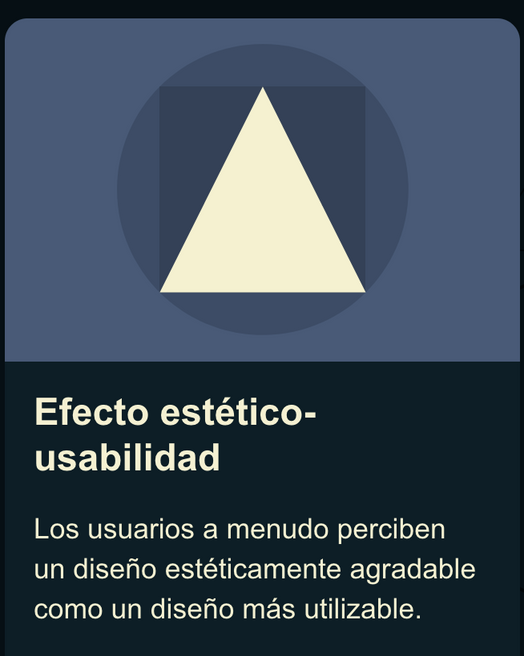 Efecto estético-
usabilidad
Los usuarios a menudo perciben
un diseño estéticamente agradable
como un diseño más utilizable.